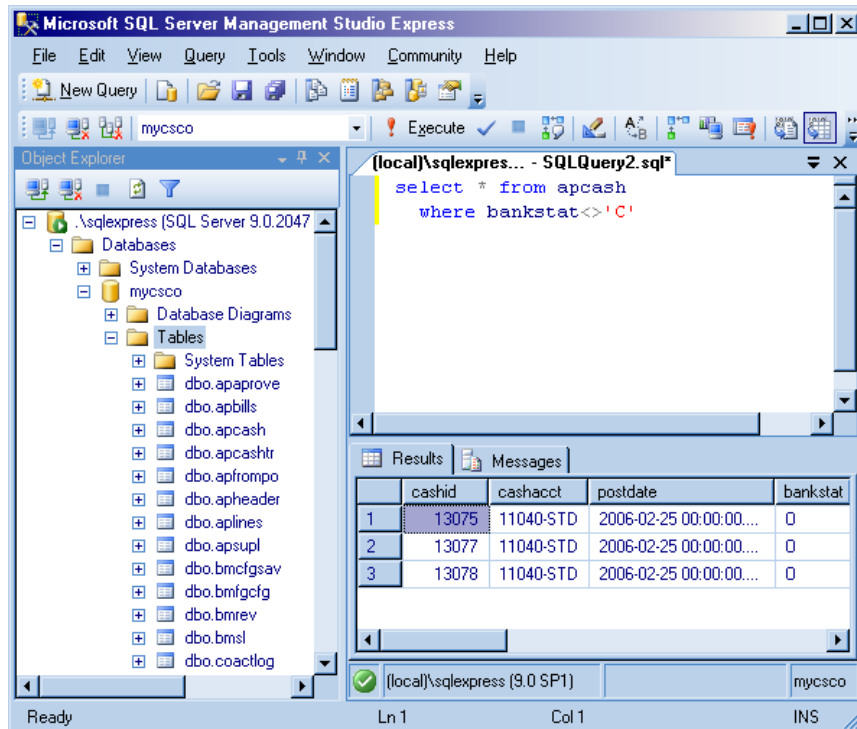 Microsoft SQL Server Management Studio Express
File Edit View Query Tools Window Community Help
New Query
mycsco
Execute
Object Explorer
.\sqlexpress (SQL Server 9.0.2047
Databases
System Databases
mycsco
Database Diagrams
Tables
System Tables
dbo.apaprove
dbo.apbills
dbo.apcash
dbo.apcashtr
dbo.apfrompo
dbo.apheader
dbo.aplines
dbo.apsupl
dbo.bmcfgsav
dbo.bmfgcfg
dbo.bmrev
dbo.bmsl
dbo.coactlog
(local)\sqlexpres... - SQLQuery2.sql*
select * from apcash
where bankstat<>'C'
Results Messages
cashid cashacct postdate bankstat
1 13075 11040-STD 2006-02-25 00:00:00.... O
2 13077 11040-STD 2006-02-25 00:00:00.... O
3 13078 11040-STD 2006-02-25 00:00:00.... O
(local)\sqlexpress (9.0 SP1) mycsco
Ready Ln 1 Col 1 INS